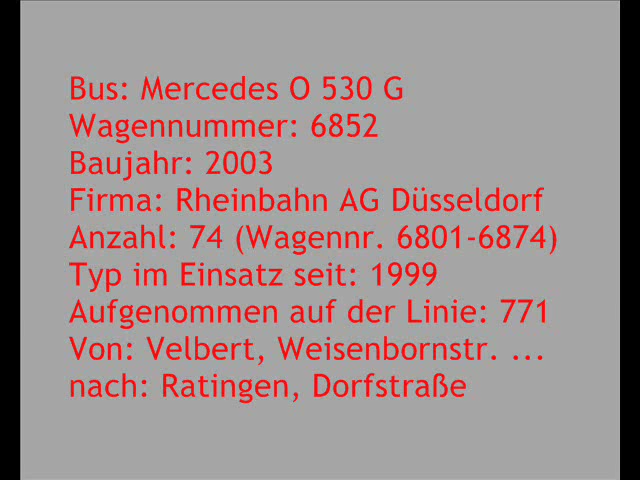 Bus: Mercedes O 530 G
Wagennummer: 6852
Baujahr: 2003
Firma: Rheinbahn AG Düsseldorf
Anzahl: 74 (Wagennr. 6801-6874)
Typ im Einsatz seit: 1999
Aufgenommen auf der Linie: 771
Von: Velbert, Weisenbornstr. ...
nach: Ratingen, Dorfstraße